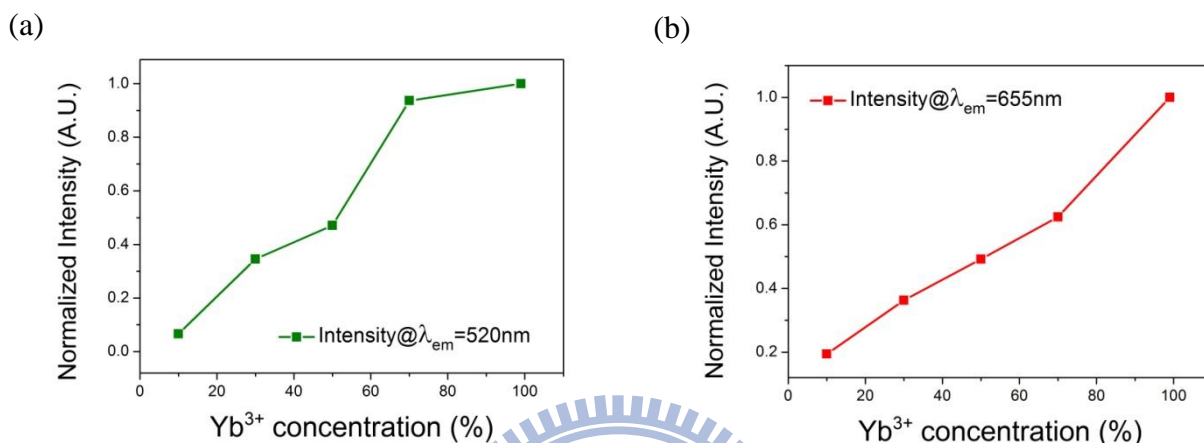 (a)
Normalized Intensity (A.U.)
1.0
0.8
0.6
0.4
0.2
0.0
Intensity@λem=520nm
0 20 40 60 80 100
Yb³⁺ concentration (%)
(b)
Normalized Intensity (A.U.)
1.0
0.8
0.6
0.4
0.2
Intensity@λem=655nm
0 20 40 60 80 100
Yb³⁺ concentration (%)